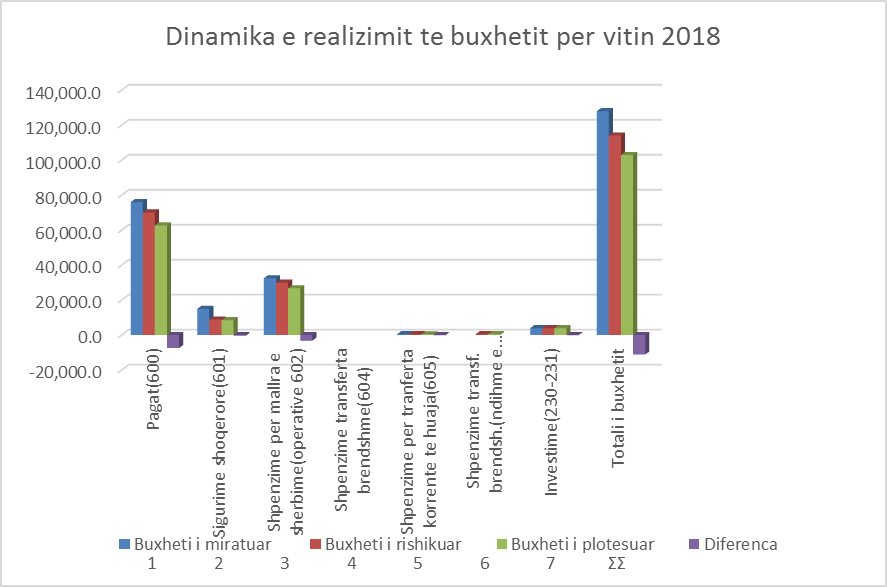 Dinamika e realizimit te buxhetit per vitin 2018
140,000.0
120,000.0
100,000.0
80,000.0
60,000.0
40,000.0
20,000.0
0.0
-20,000.0
Pagat(600)
Sigurime shoqerore(601)
Shpenzime per mallra e
sherbime(operative 602)
Shpenzime transferta
brendshme(604)
Shpenzime per tranferta
korrente te huaja(605)
Shpenzime transf.
brendsh.(ndihme e....
Investime(230-231)
Totali i buxhetit
Buxheti i miratuar Buxheti i rishikuar Buxheti i plotesuar Diferenca
1 2 3 4 5 6 7 ΣΣ